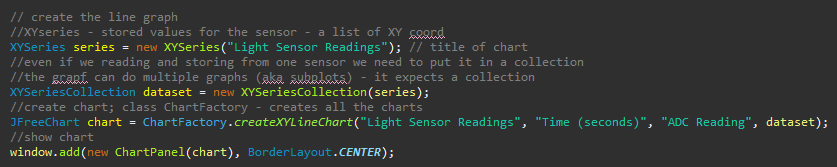 // create the line graph
//XYseries - stored values for the sensor - a list of XY coord
XYSeries series = new XYSeries("Light Sensor Readings"); // title of chart
//even if we reading and storing from one sensor we need to put it in a collection
//the grapf can do multiple graphs (aka subplots) - it expects a collection
XYSeriesCollection dataset = new XYSeriesCollection(series);
//create chart; class ChartFactory - creates all the charts
JFreeChart chart = ChartFactory.createXYLineChart("Light Sensor Readings", "Time (seconds)", "ADC Reading", dataset);
//show chart
window.add(new ChartPanel(chart), BorderLayout.CENTER);